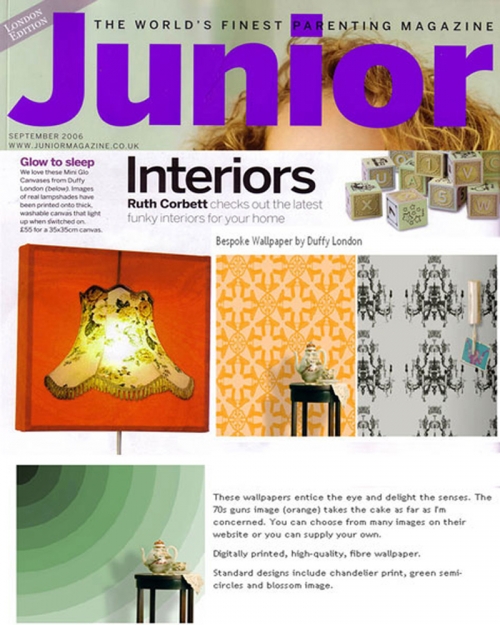 LONDON
EDITION
THE WORLD'S FINEST PARENTING MAGAZINE
Junior
SEPTEMBER 2006
WWW.JUNIORMAGAZINE.CO.UK
Glow to sleep
We love these Mini Glo
Canvases from Duffy
London (below). Images
of real lampshades have
been printed onto thick,
washable canvas that light
up when switched on.
£55 for a 35x35cm canvas.
Interiors
Ruth Corbett checks out the latest
funky interiors for your home
U
A
1
V
X
A
S
Bespoke Wallpaper by Duffy London
These wallpapers entice the eye and delight the senses. The
70s guns image (orange) takes the cake as far as I'm
concerned. You can choose from many images on their
website or you can supply your own.
Digitally printed, high-quality, fibre wallpaper.
Standard designs include chandelier print, green semi-
circles and blossom image.